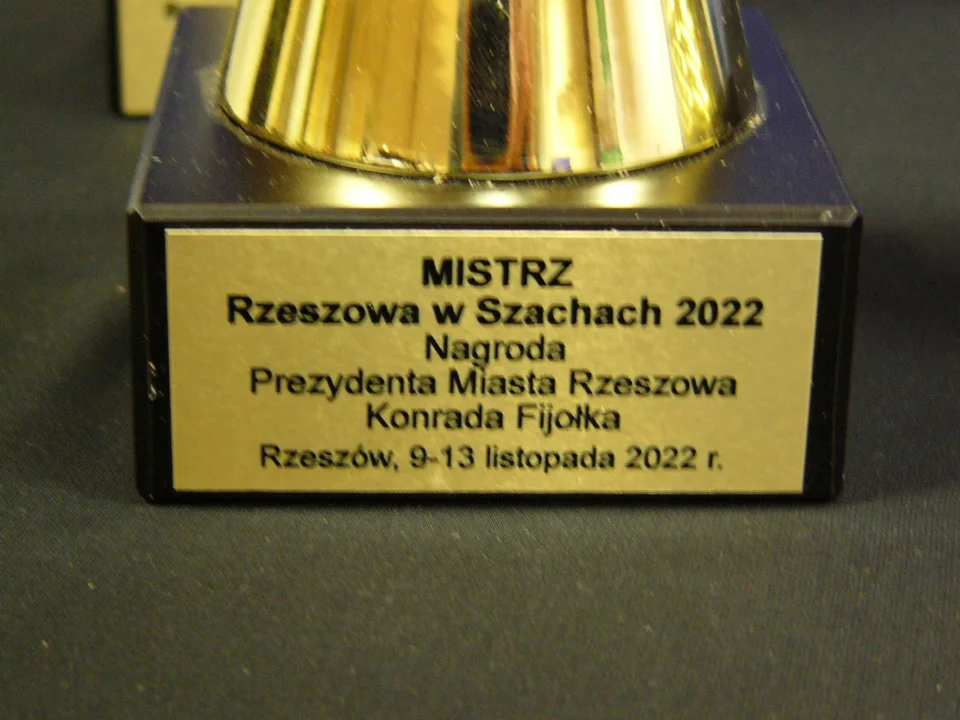 MISTRZ
Rzeszowa w Szachach 2022
Nagroda
Prezydenta Miasta Rzeszowa
Konrada Fijołka
Rzeszów, 9-13 listopada 2022 r.